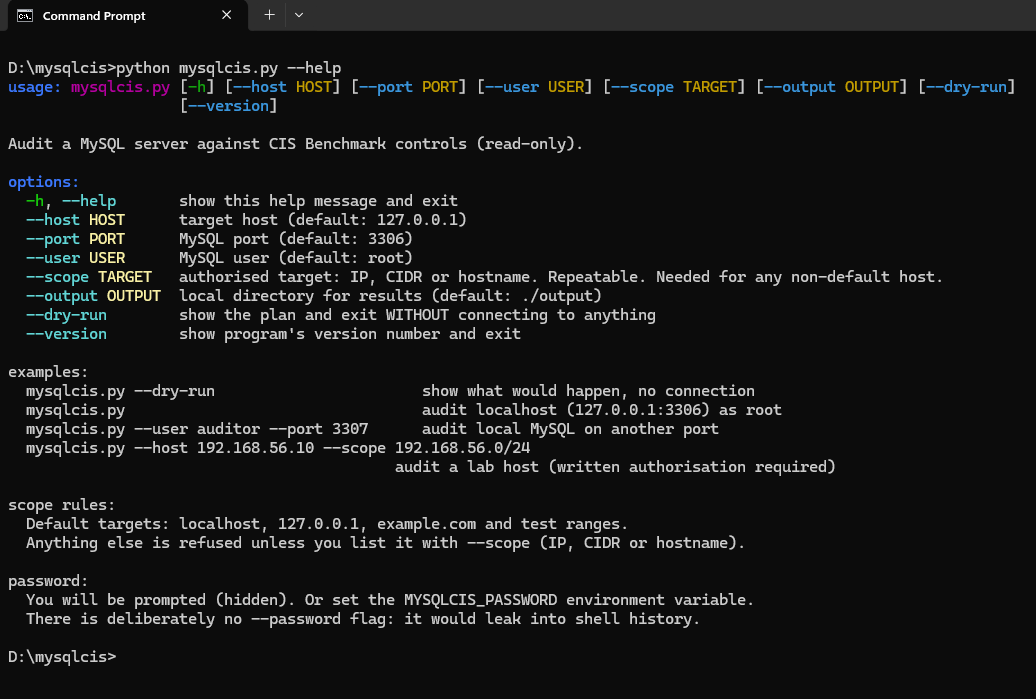 Command Prompt
D:\mysqlcis>python mysqlcis.py --help
usage: mysqlcis.py [-h] [--host HOST] [--port PORT] [--user USER] [--scope TARGET] [--output OUTPUT] [--dry-run]
                   [--version]

Audit a MySQL server against CIS Benchmark controls (read-only).

options:
  -h, --help       show this help message and exit
  --host HOST      target host (default: 127.0.0.1)
  --port PORT      MySQL port (default: 3306)
  --user USER      MySQL user (default: root)
  --scope TARGET   authorised target: IP, CIDR or hostname. Repeatable. Needed for any non-default host.
  --output OUTPUT  local directory for results (default: ./output)
  --dry-run        show the plan and exit WITHOUT connecting to anything
  --version        show program's version number and exit

examples:
  mysqlcis.py --dry-run                       show what would happen, no connection
  mysqlcis.py                                 audit localhost (127.0.0.1:3306) as root
  mysqlcis.py --user auditor --port 3307      audit local MySQL on another port
  mysqlcis.py --host 192.168.56.10 --scope 192.168.56.0/24
                                           audit a lab host (written authorisation required)

scope rules:
  Default targets: localhost, 127.0.0.1, example.com and test ranges.
  Anything else is refused unless you list it with --scope (IP, CIDR or hostname).

password:
  You will be prompted (hidden). Or set the MYSQLCIS_PASSWORD environment variable.
  There is deliberately no --password flag: it would leak into shell history.

D:\mysqlcis>